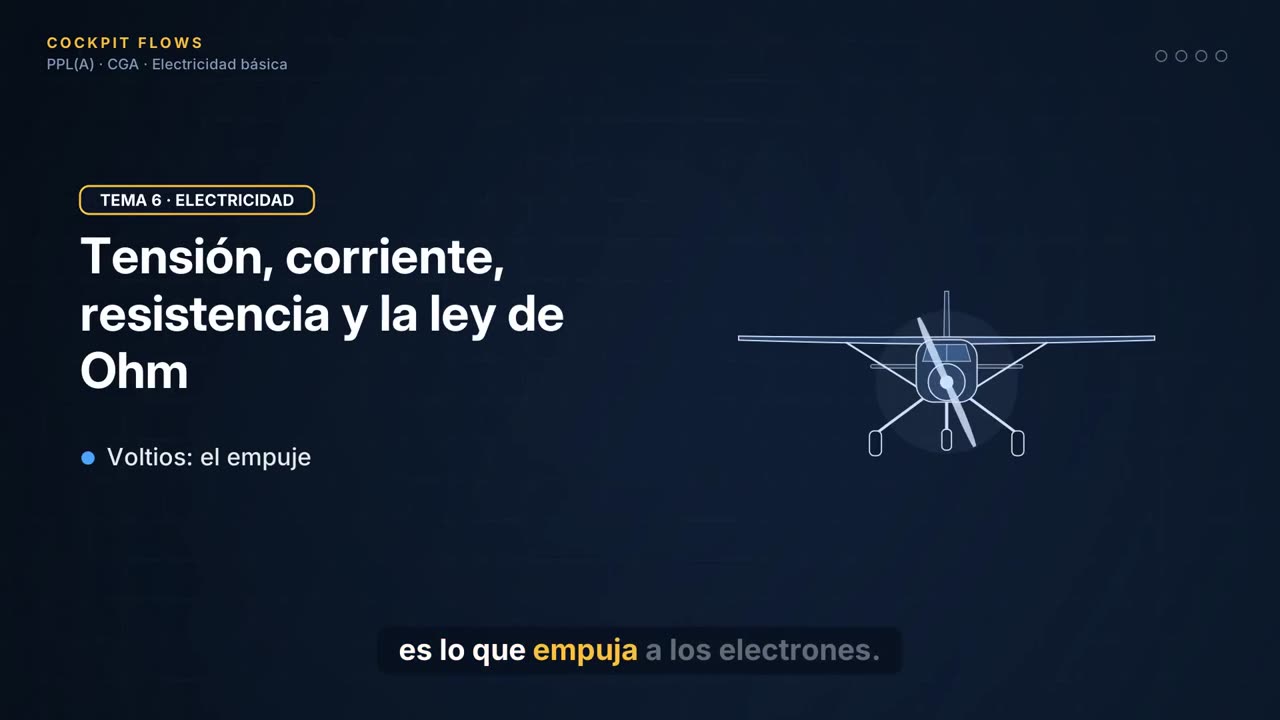 COCKPIT FLOWS
PPL(A) · CGA · Electricidad básica
TEMA 6 · ELECTRICIDAD
Tensión, corriente,
resistencia y la ley de
Ohm
Voltios: el empuje
es lo que empuja a los electrones.